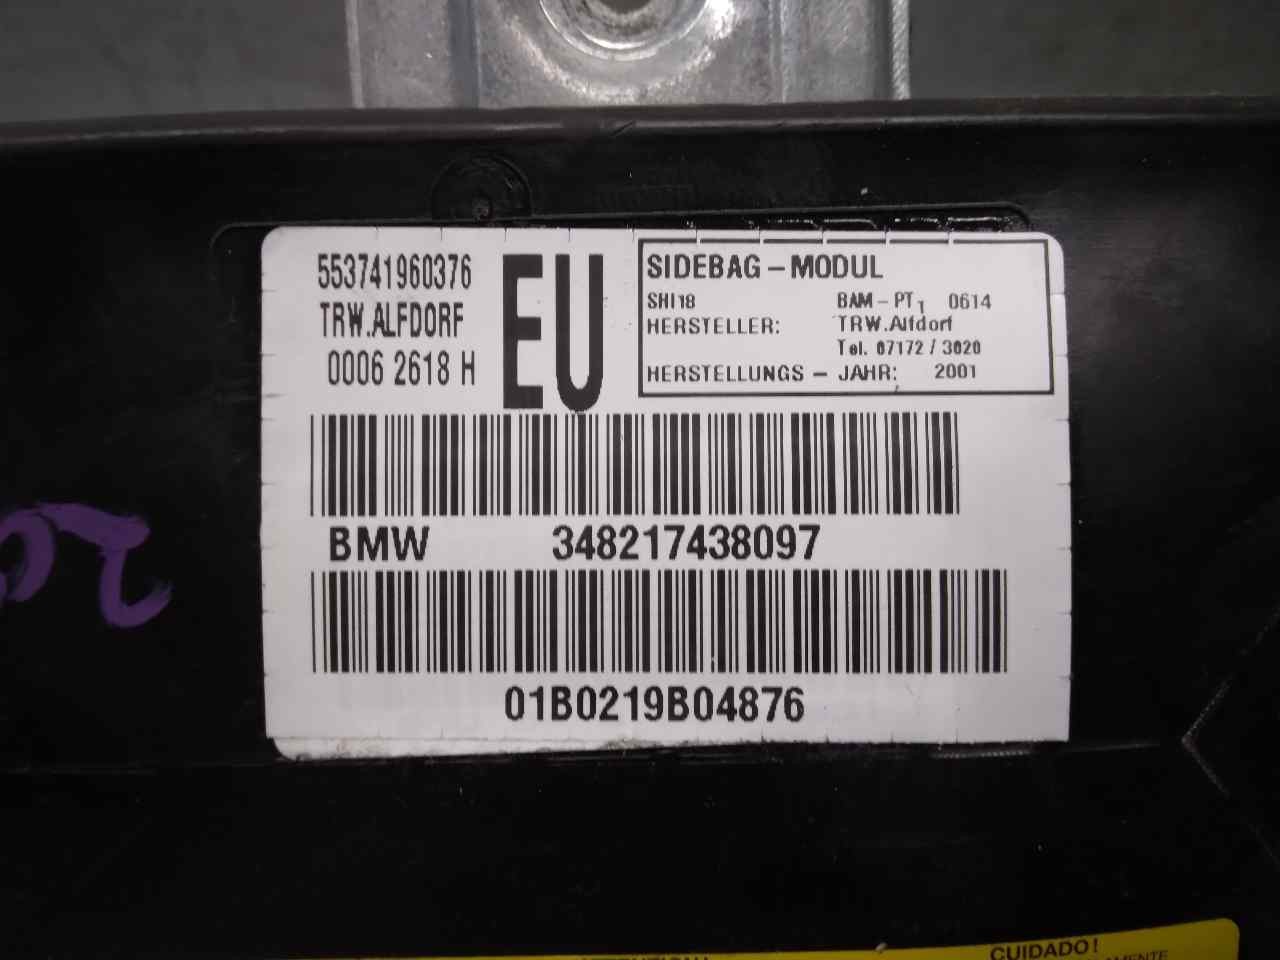 553741960376
TRW.ALFDORF
0006 2618 H
EU
SIDEBAG - MODUL
SHI18 BAM - PT1 0614
HERSTELLER: TRW.Alfdorf
Tel. 07172 / 3020
HERSTELLUNGS - JAHR: 2001
BMW 348217438097
01B0219B04876
20
CUIDADO!